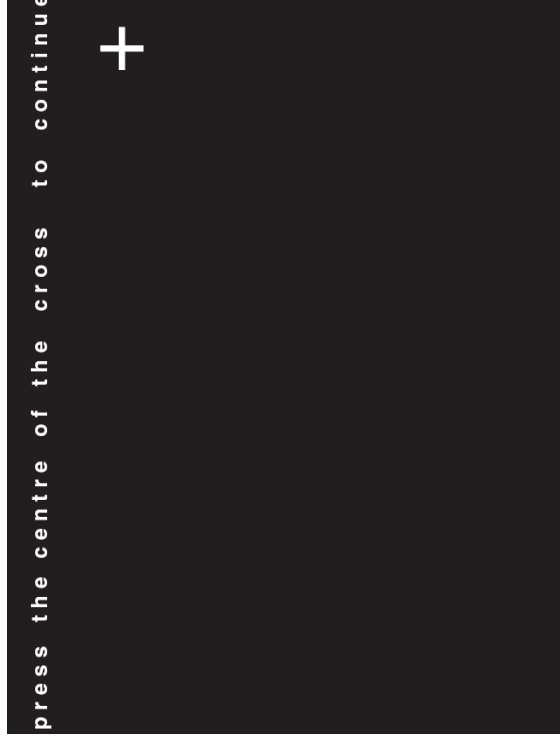 press the centre of the cross to continue